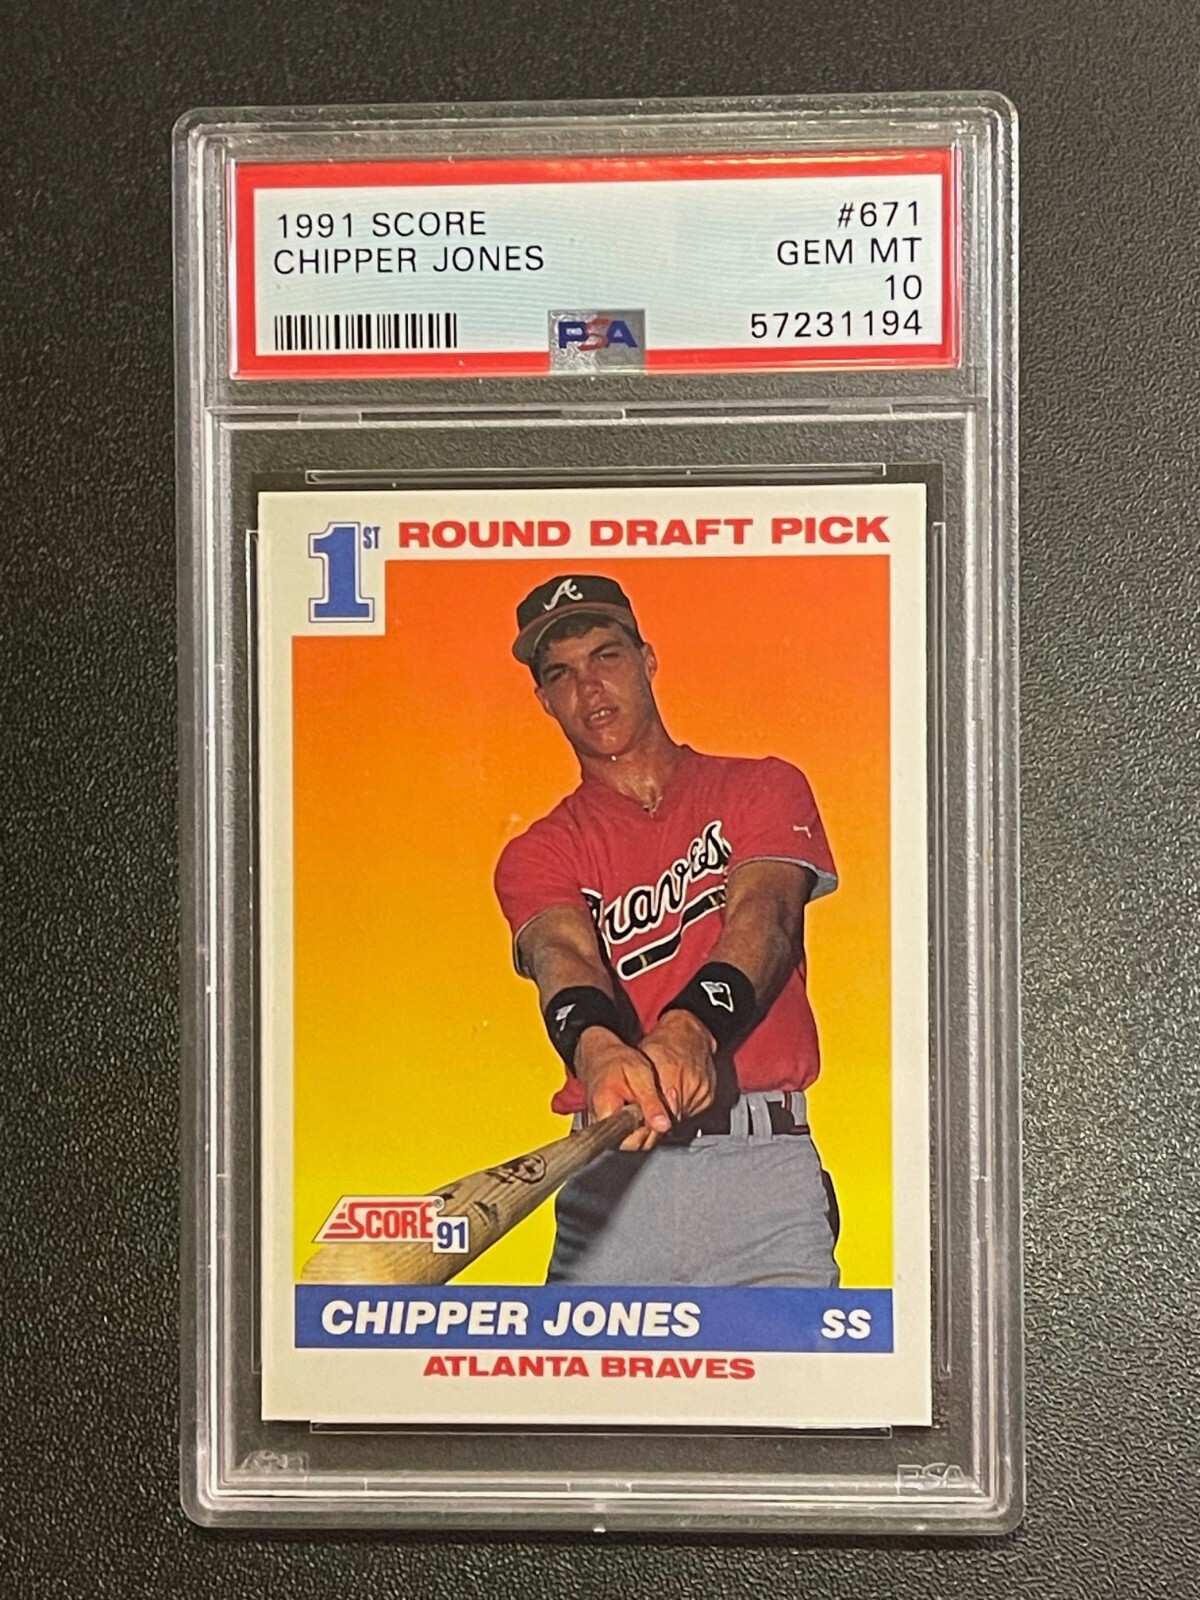 1991 SCORE #671
CHIPPER JONES GEM MT
10
PSA 57231194
1ST ROUND DRAFT PICK
Braves
SCORE® 91
CHIPPER JONES SS
ATLANTA BRAVES
PSA